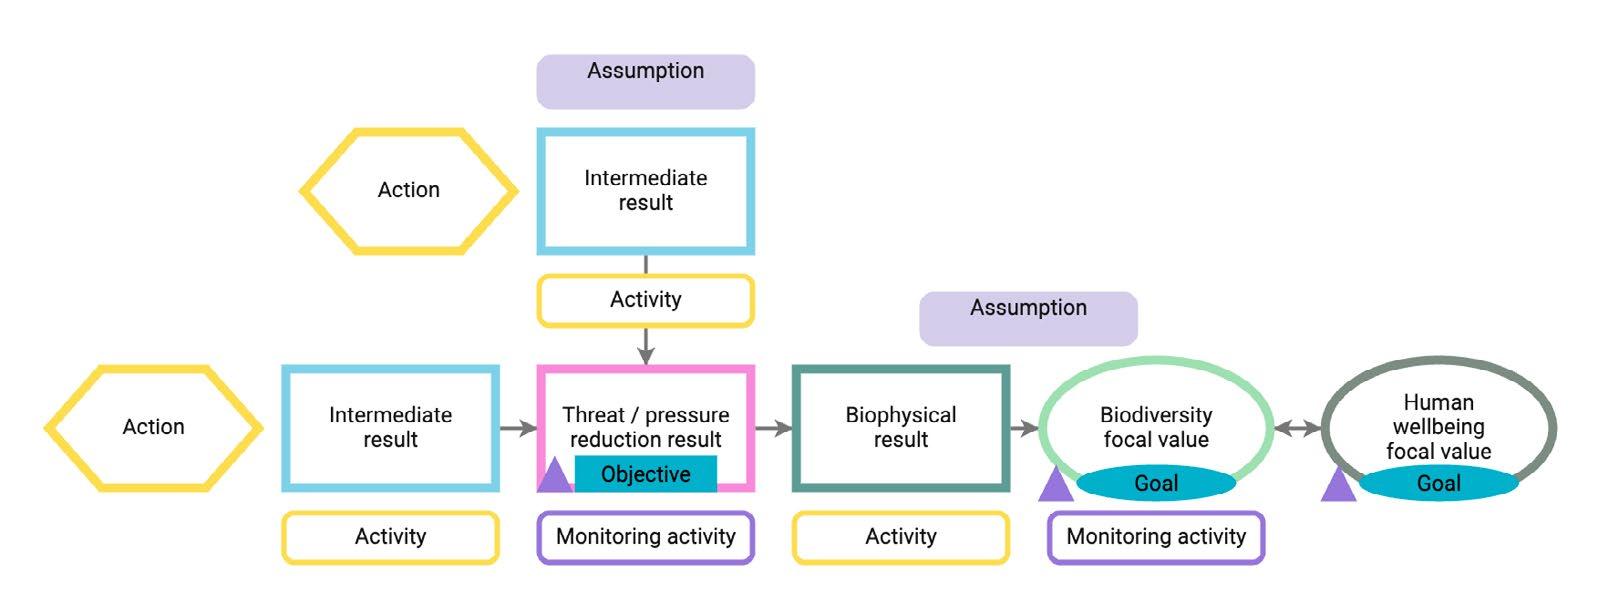 Assumption
Action
Intermediate
result
Activity
Assumption
Action
Intermediate
result
Threat / pressure
reduction result
Objective
Biophysical
result
Biodiversity
focal value
Goal
Human
wellbeing
focal value
Goal
Activity
Monitoring activity
Activity
Monitoring activity